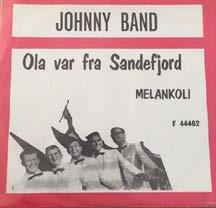 JOHNNY BAND
Ola var fra Sandefjord
MELANKOLI
F 44462